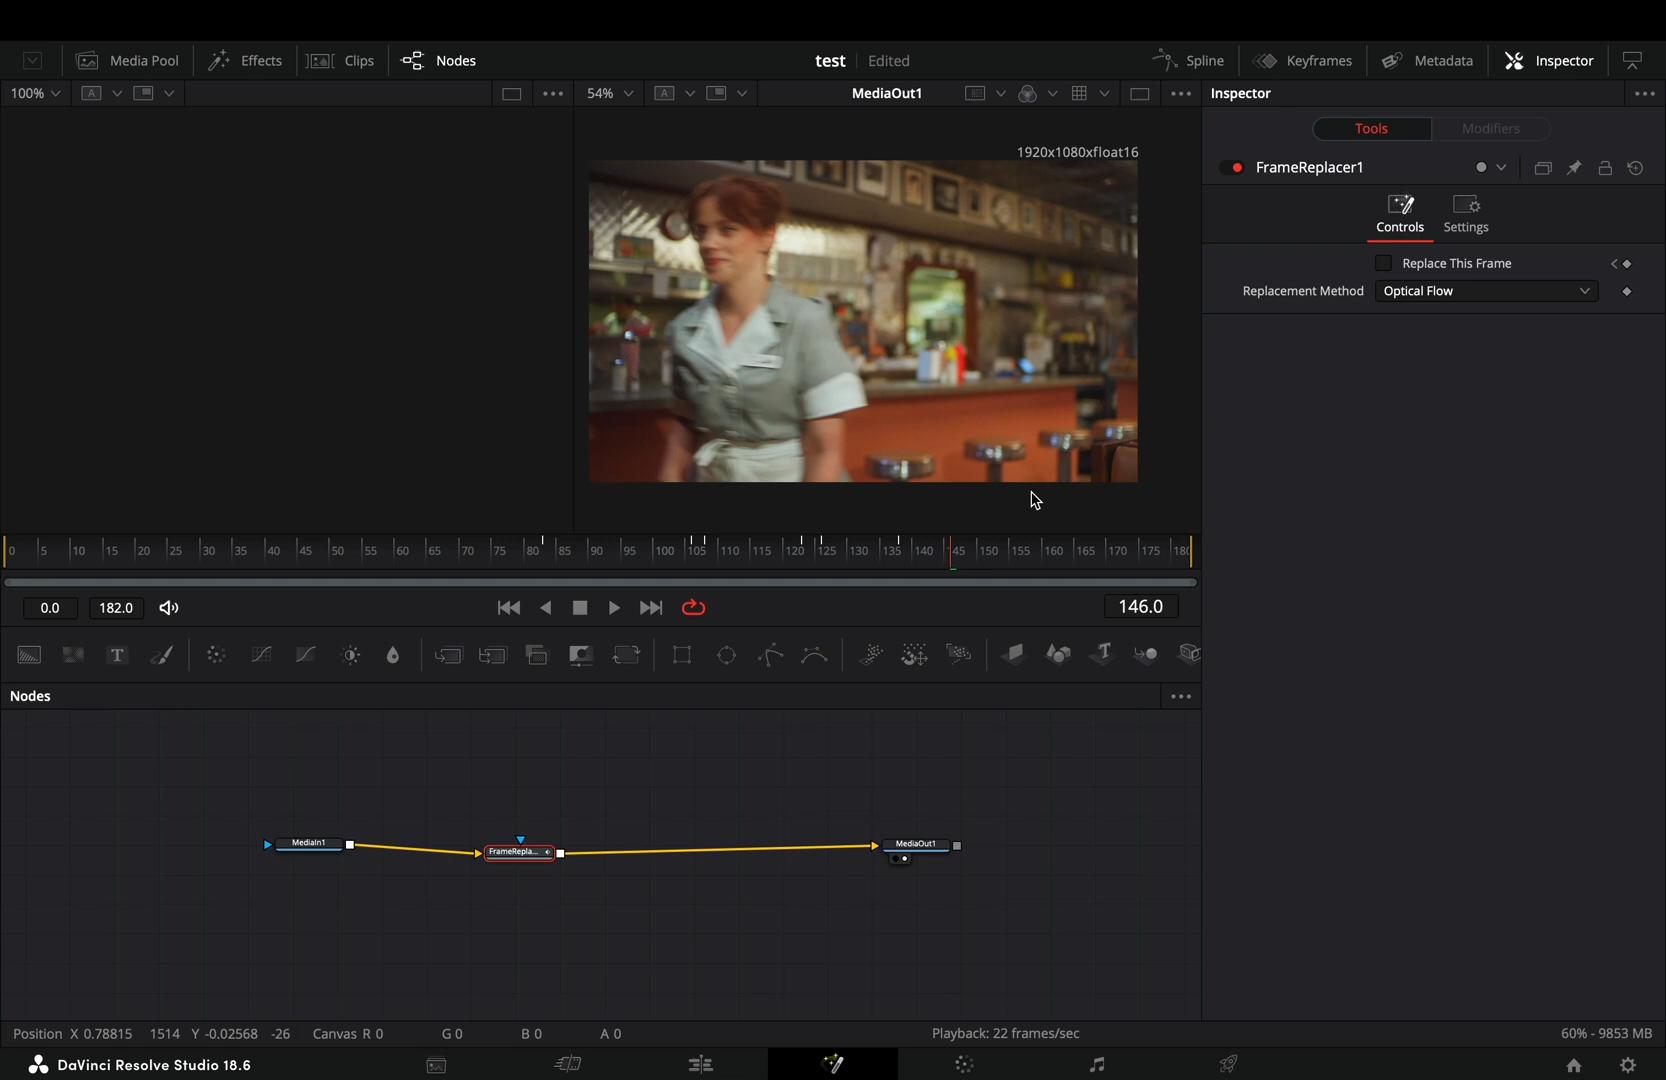 Media Pool Effects Clips Nodes test Edited Spline Keyframes Metadata Inspector
100% A 54% A MediaOut1 Inspector
Tools Modifiers
1920x1080xfloat16
FrameReplacer1
Controls Settings
Replace This Frame
Replacement Method Optical Flow
0 5 10 15 20 25 30 35 40 45 50 55 60 65 70 75 80 85 90 95 100 105 110 115 120 125 130 135 140 45 150 155 160 165 170 175 180
0.0 182.0 146.0
T T
Nodes
MediaIn1 FrameRepla... MediaOut1
Position X 0.78815 1514 Y -0.02568 -26 Canvas R 0 G 0 B 0 A 0 Playback: 22 frames/sec 60% - 9853 MB
DaVinci Resolve Studio 18.6